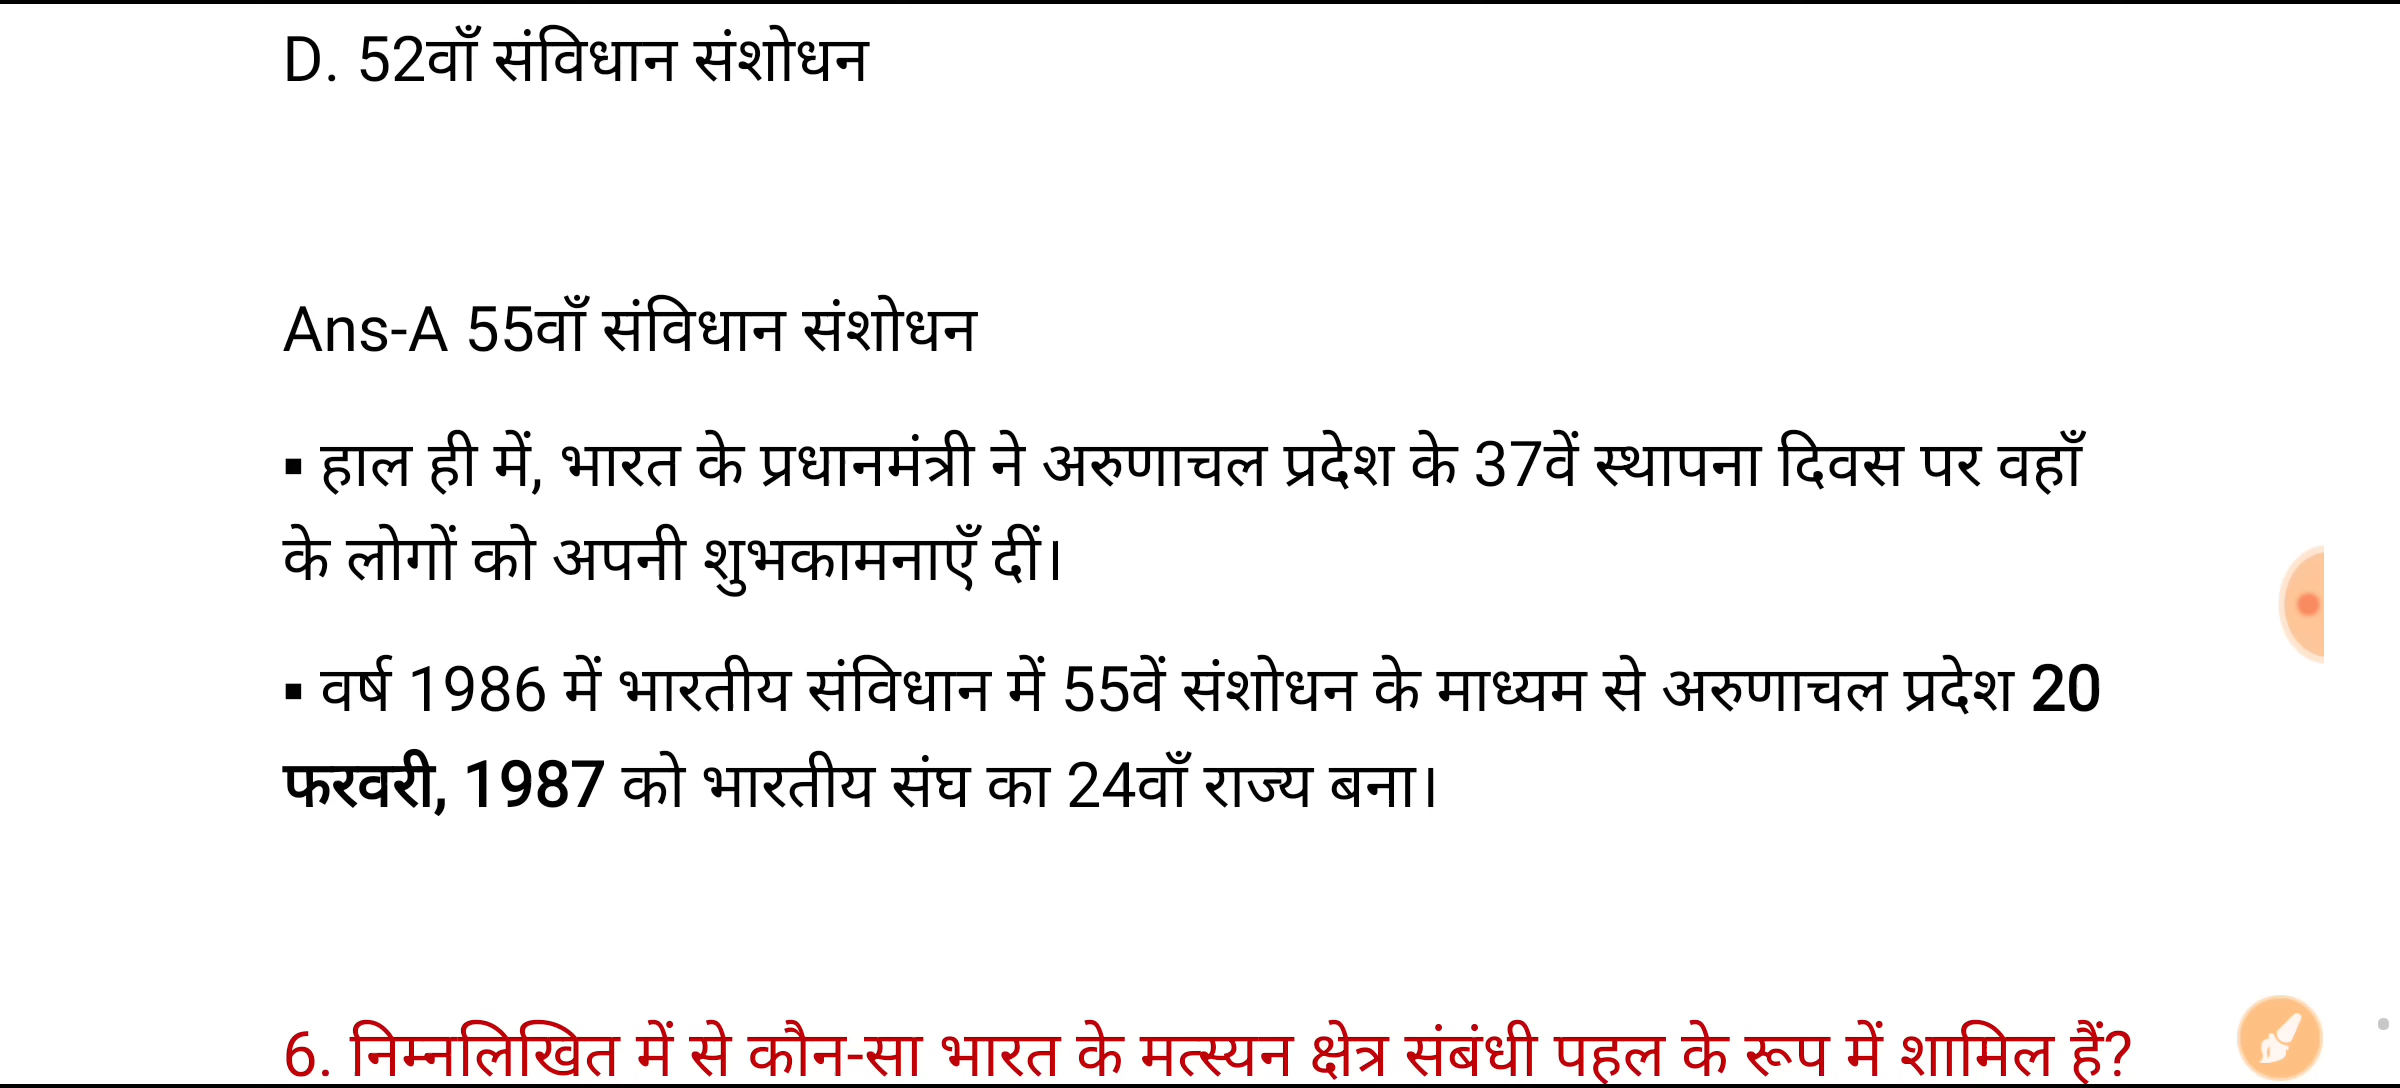 D. 52वाँ संविधान संशोधन
Ans-A 55वाँ संविधान संशोधन
▪ हाल ही में, भारत के प्रधानमंत्री ने अरुणाचल प्रदेश के 37वें स्थापना दिवस पर वहाँ
के लोगों को अपनी शुभकामनाएँ दीं।
▪ वर्ष 1986 में भारतीय संविधान में 55वें संशोधन के माध्यम से अरुणाचल प्रदेश 20
फरवरी, 1987 को भारतीय संघ का 24वाँ राज्य बना।
6. निम्नलिखित में से कौन-सा भारत के मत्स्यन क्षेत्र संबंधी पहल के रूप में शामिल हैं?